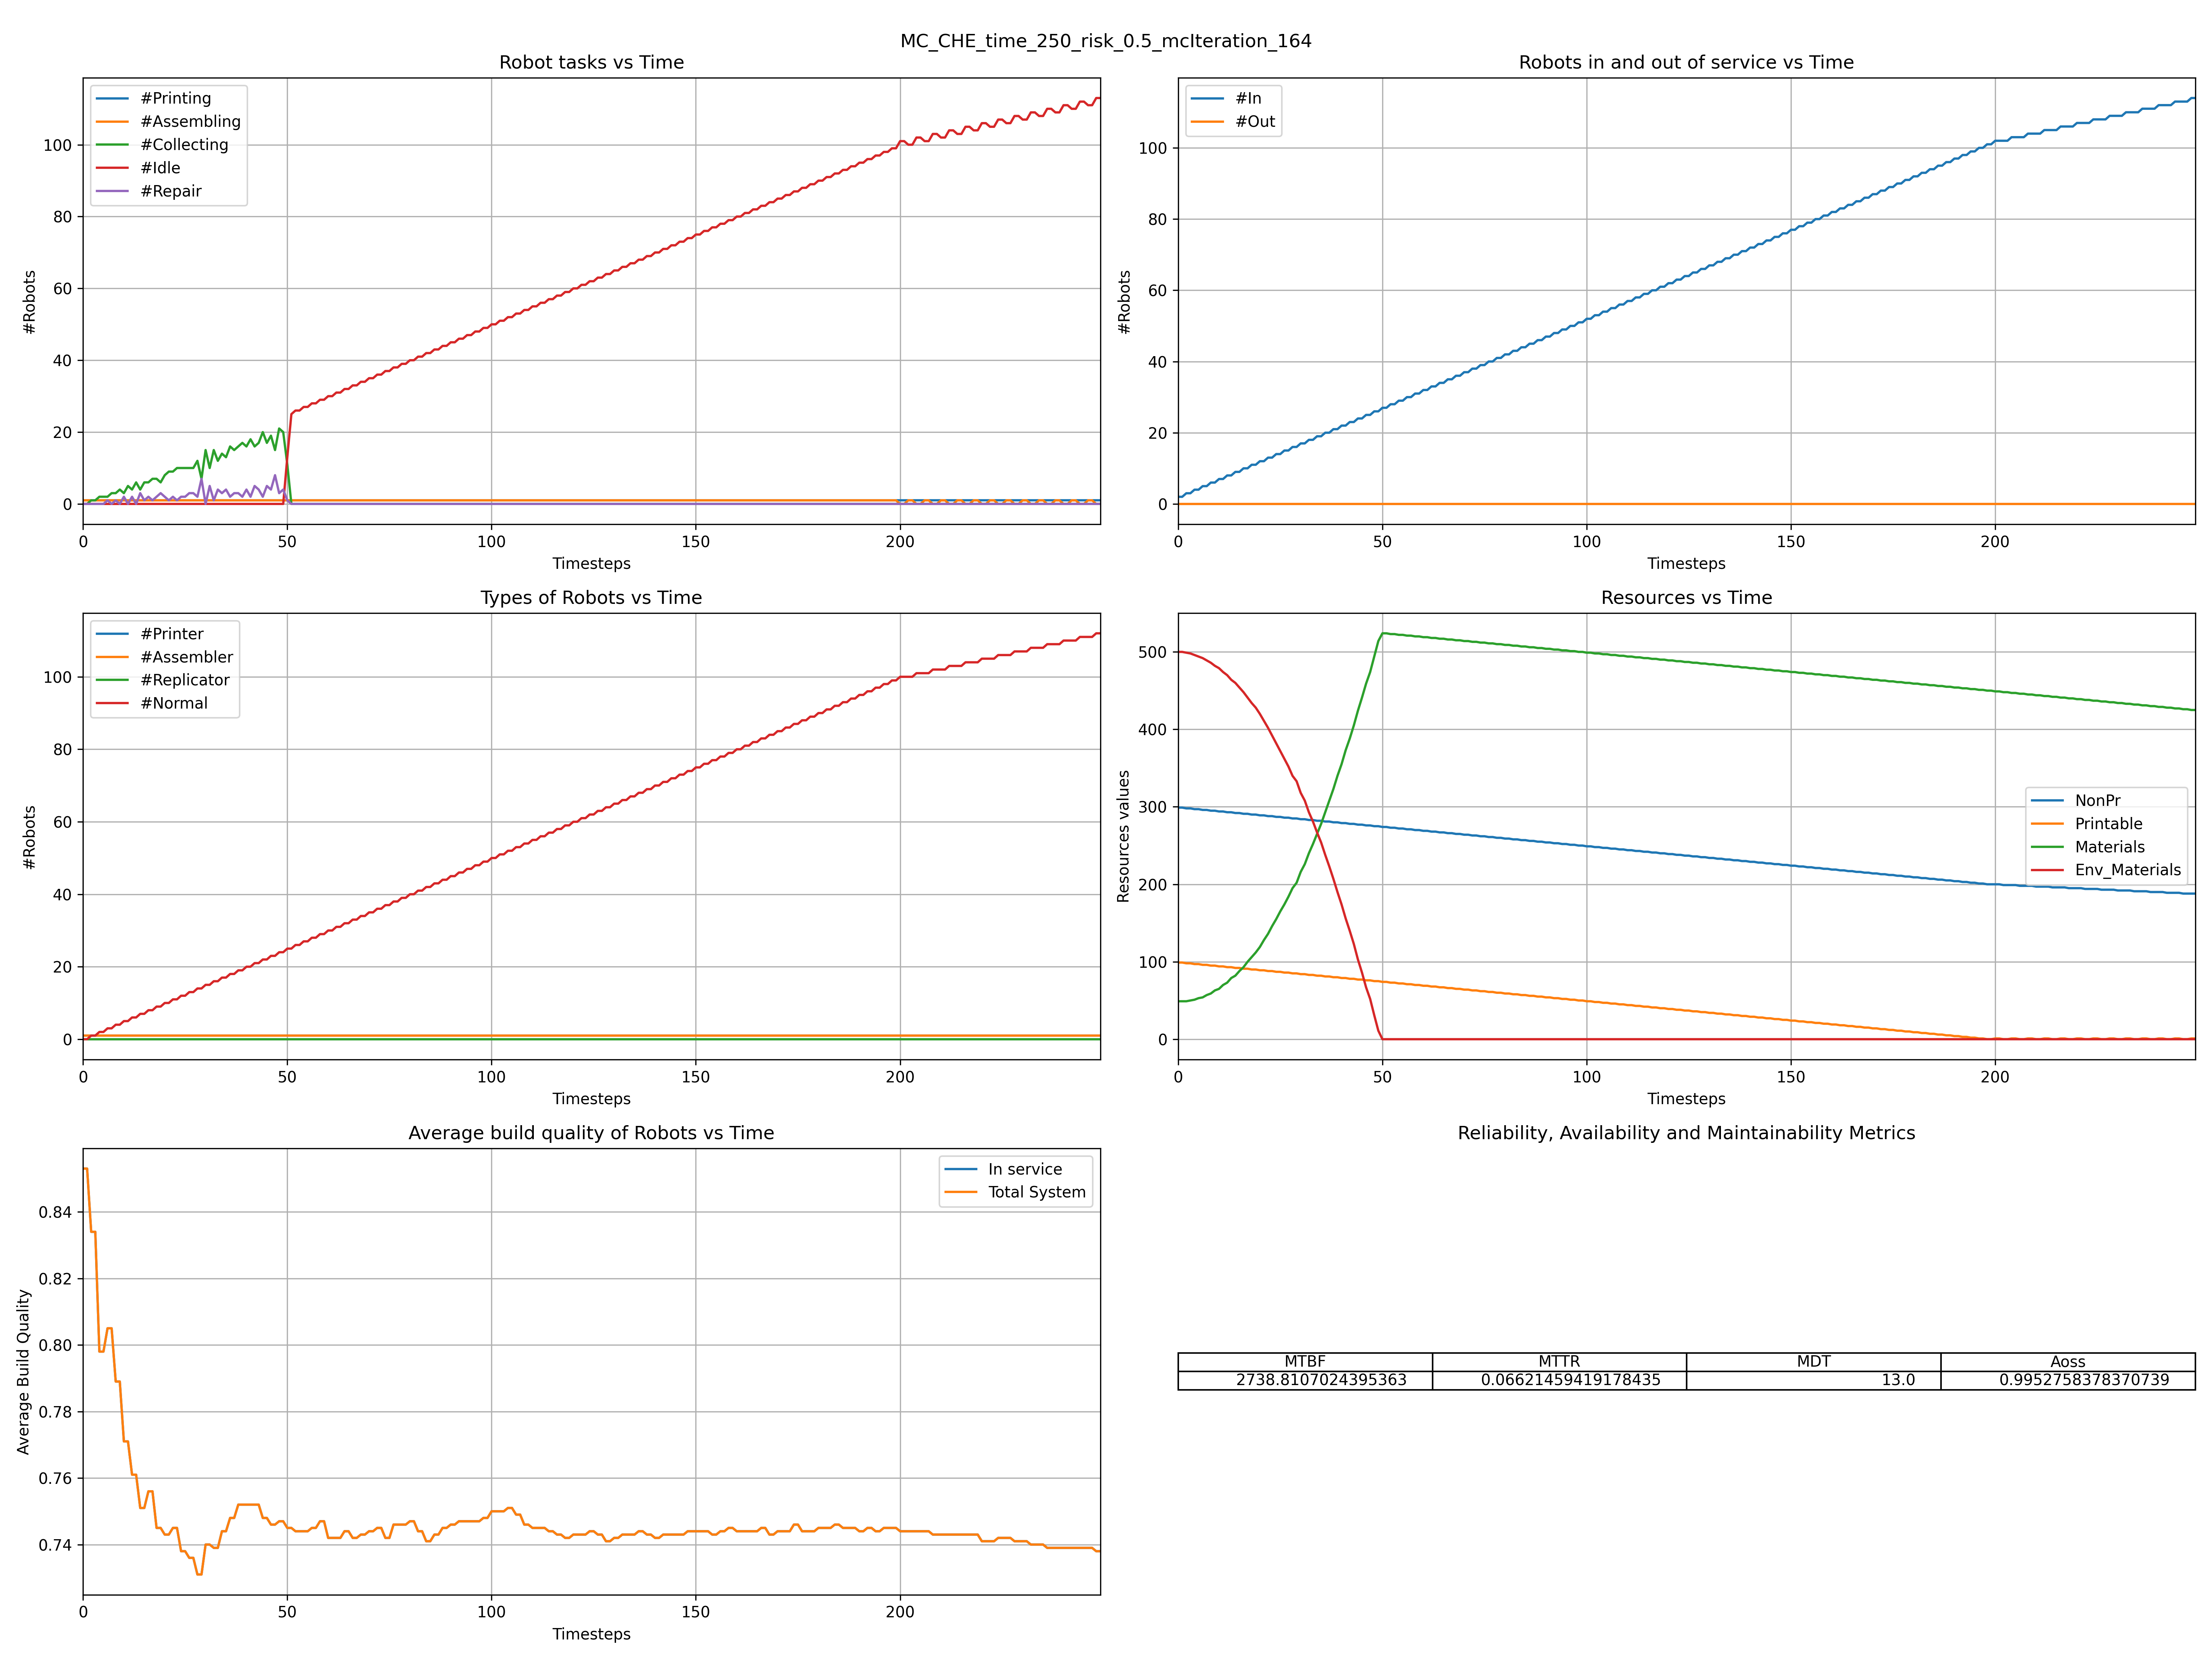 MC_CHE_time_250_risk_0.5_mcIteration_164
Robot tasks vs Time
#Printing
#Assembling
#Collecting
#Idle
#Repair
#Robots
100
80
60
40
20
0
0 50 100 150 200
Timesteps
Robots in and out of service vs Time
#In
#Out
#Robots
100
80
60
40
20
0
0 50 100 150 200
Timesteps
Types of Robots vs Time
#Printer
#Assembler
#Replicator
#Normal
#Robots
100
80
60
40
20
0
0 50 100 150 200
Timesteps
Resources vs Time
NonPr
Printable
Materials
Env_Materials
Resources values
500
400
300
200
100
0
0 50 100 150 200
Timesteps
Average build quality of Robots vs Time
In service
Total System
Average Build Quality
0.84
0.82
0.80
0.78
0.76
0.74
0 50 100 150 200
Timesteps
Reliability, Availability and Maintainability Metrics
MTBF MTTR MDT Aoss
2738.8107024395363 0.06621459419178435 13.0 0.9952758378370739